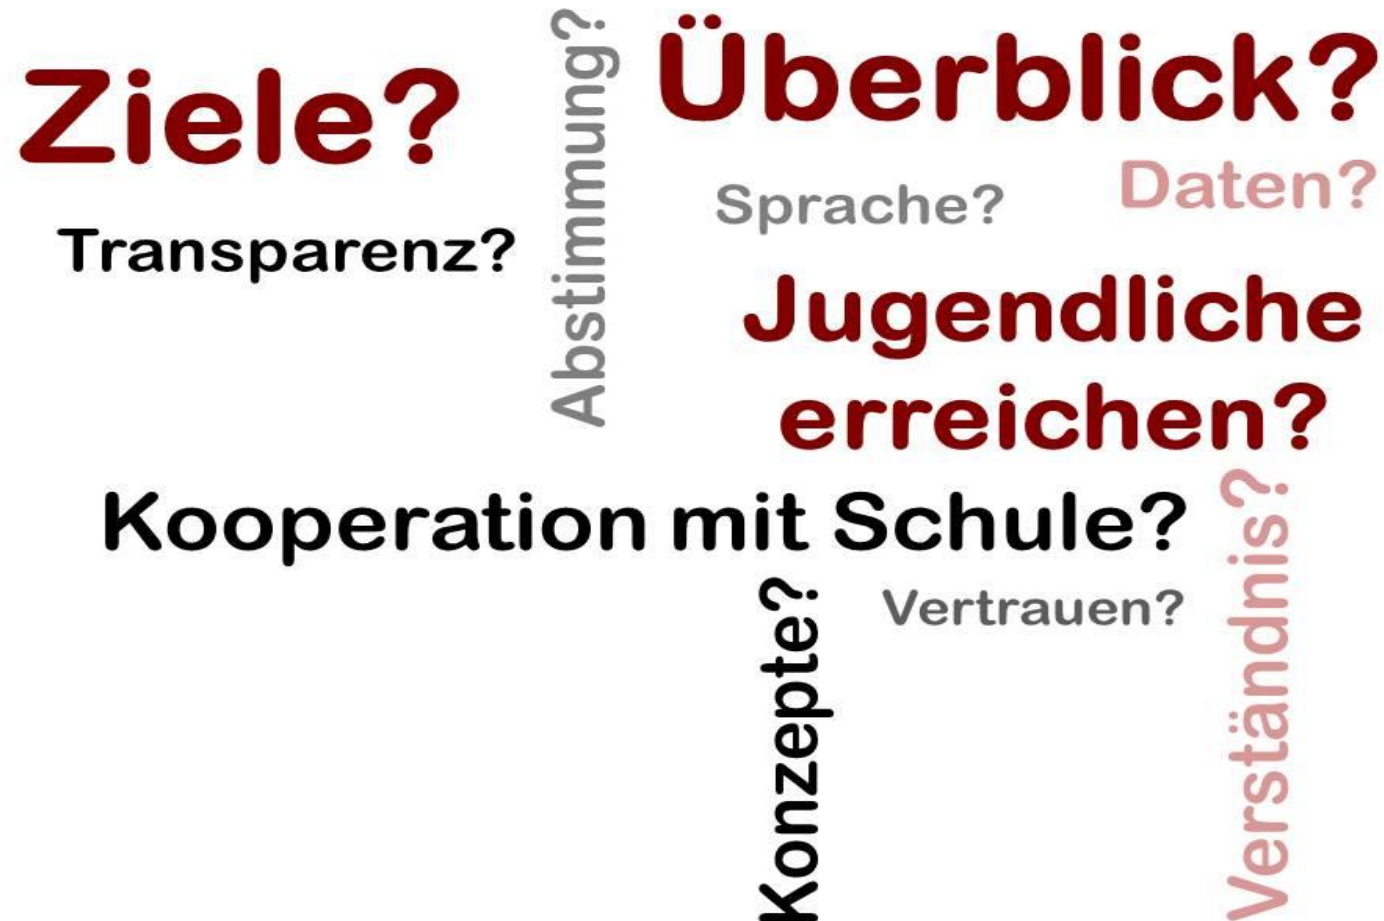 Ziele?
Abstimmung?
Überblick?
Sprache?
Daten?
Transparenz?
Jugendliche
erreichen?
Kooperation mit Schule?
Verständnis?
Konzepte?
Vertrauen?